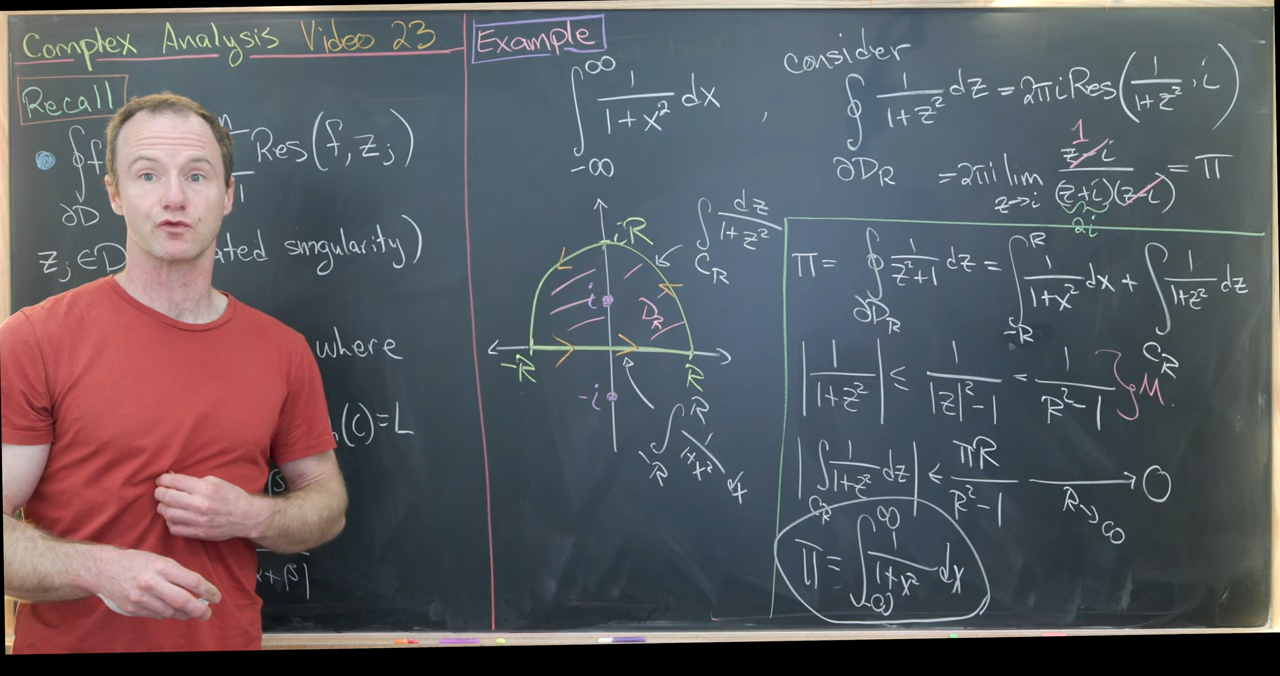 Complex Analysis Video 23
Recall
∮f Res(f, z_j)
∂D
z_j ∈ D ated singularity)
where
(C)=L
Example
∫_{-∞}^{∞} 1/(1+x²) dx ,
consider
∮_{∂D_R} 1/(1+z²) dz = 2πi Res(1/(1+z²), i)
= 2πi lim_{z→i} (z-i)/((z+i)(z-i)) = π
1
2i
iR
∫_{C_R} dz/(1+z²)
i
D_R
-R R
-i
∫_{-R}^{R} 1/(1+x²) dx
π = ∮_{∂D_R} 1/(z²+1) dz = ∫_{-R}^{R} 1/(1+x²) dx + ∫_{C_R} 1/(1+z²) dz
|1/(1+z²)| ≤ 1/(|z|²-1) = 1/(R²-1) } M.
|∫_{C_R} 1/(1+z²) dz| ≤ πR/(R²-1) →_{R→∞} 0
π = ∫_{-∞}^{∞} 1/(1+x²) dx